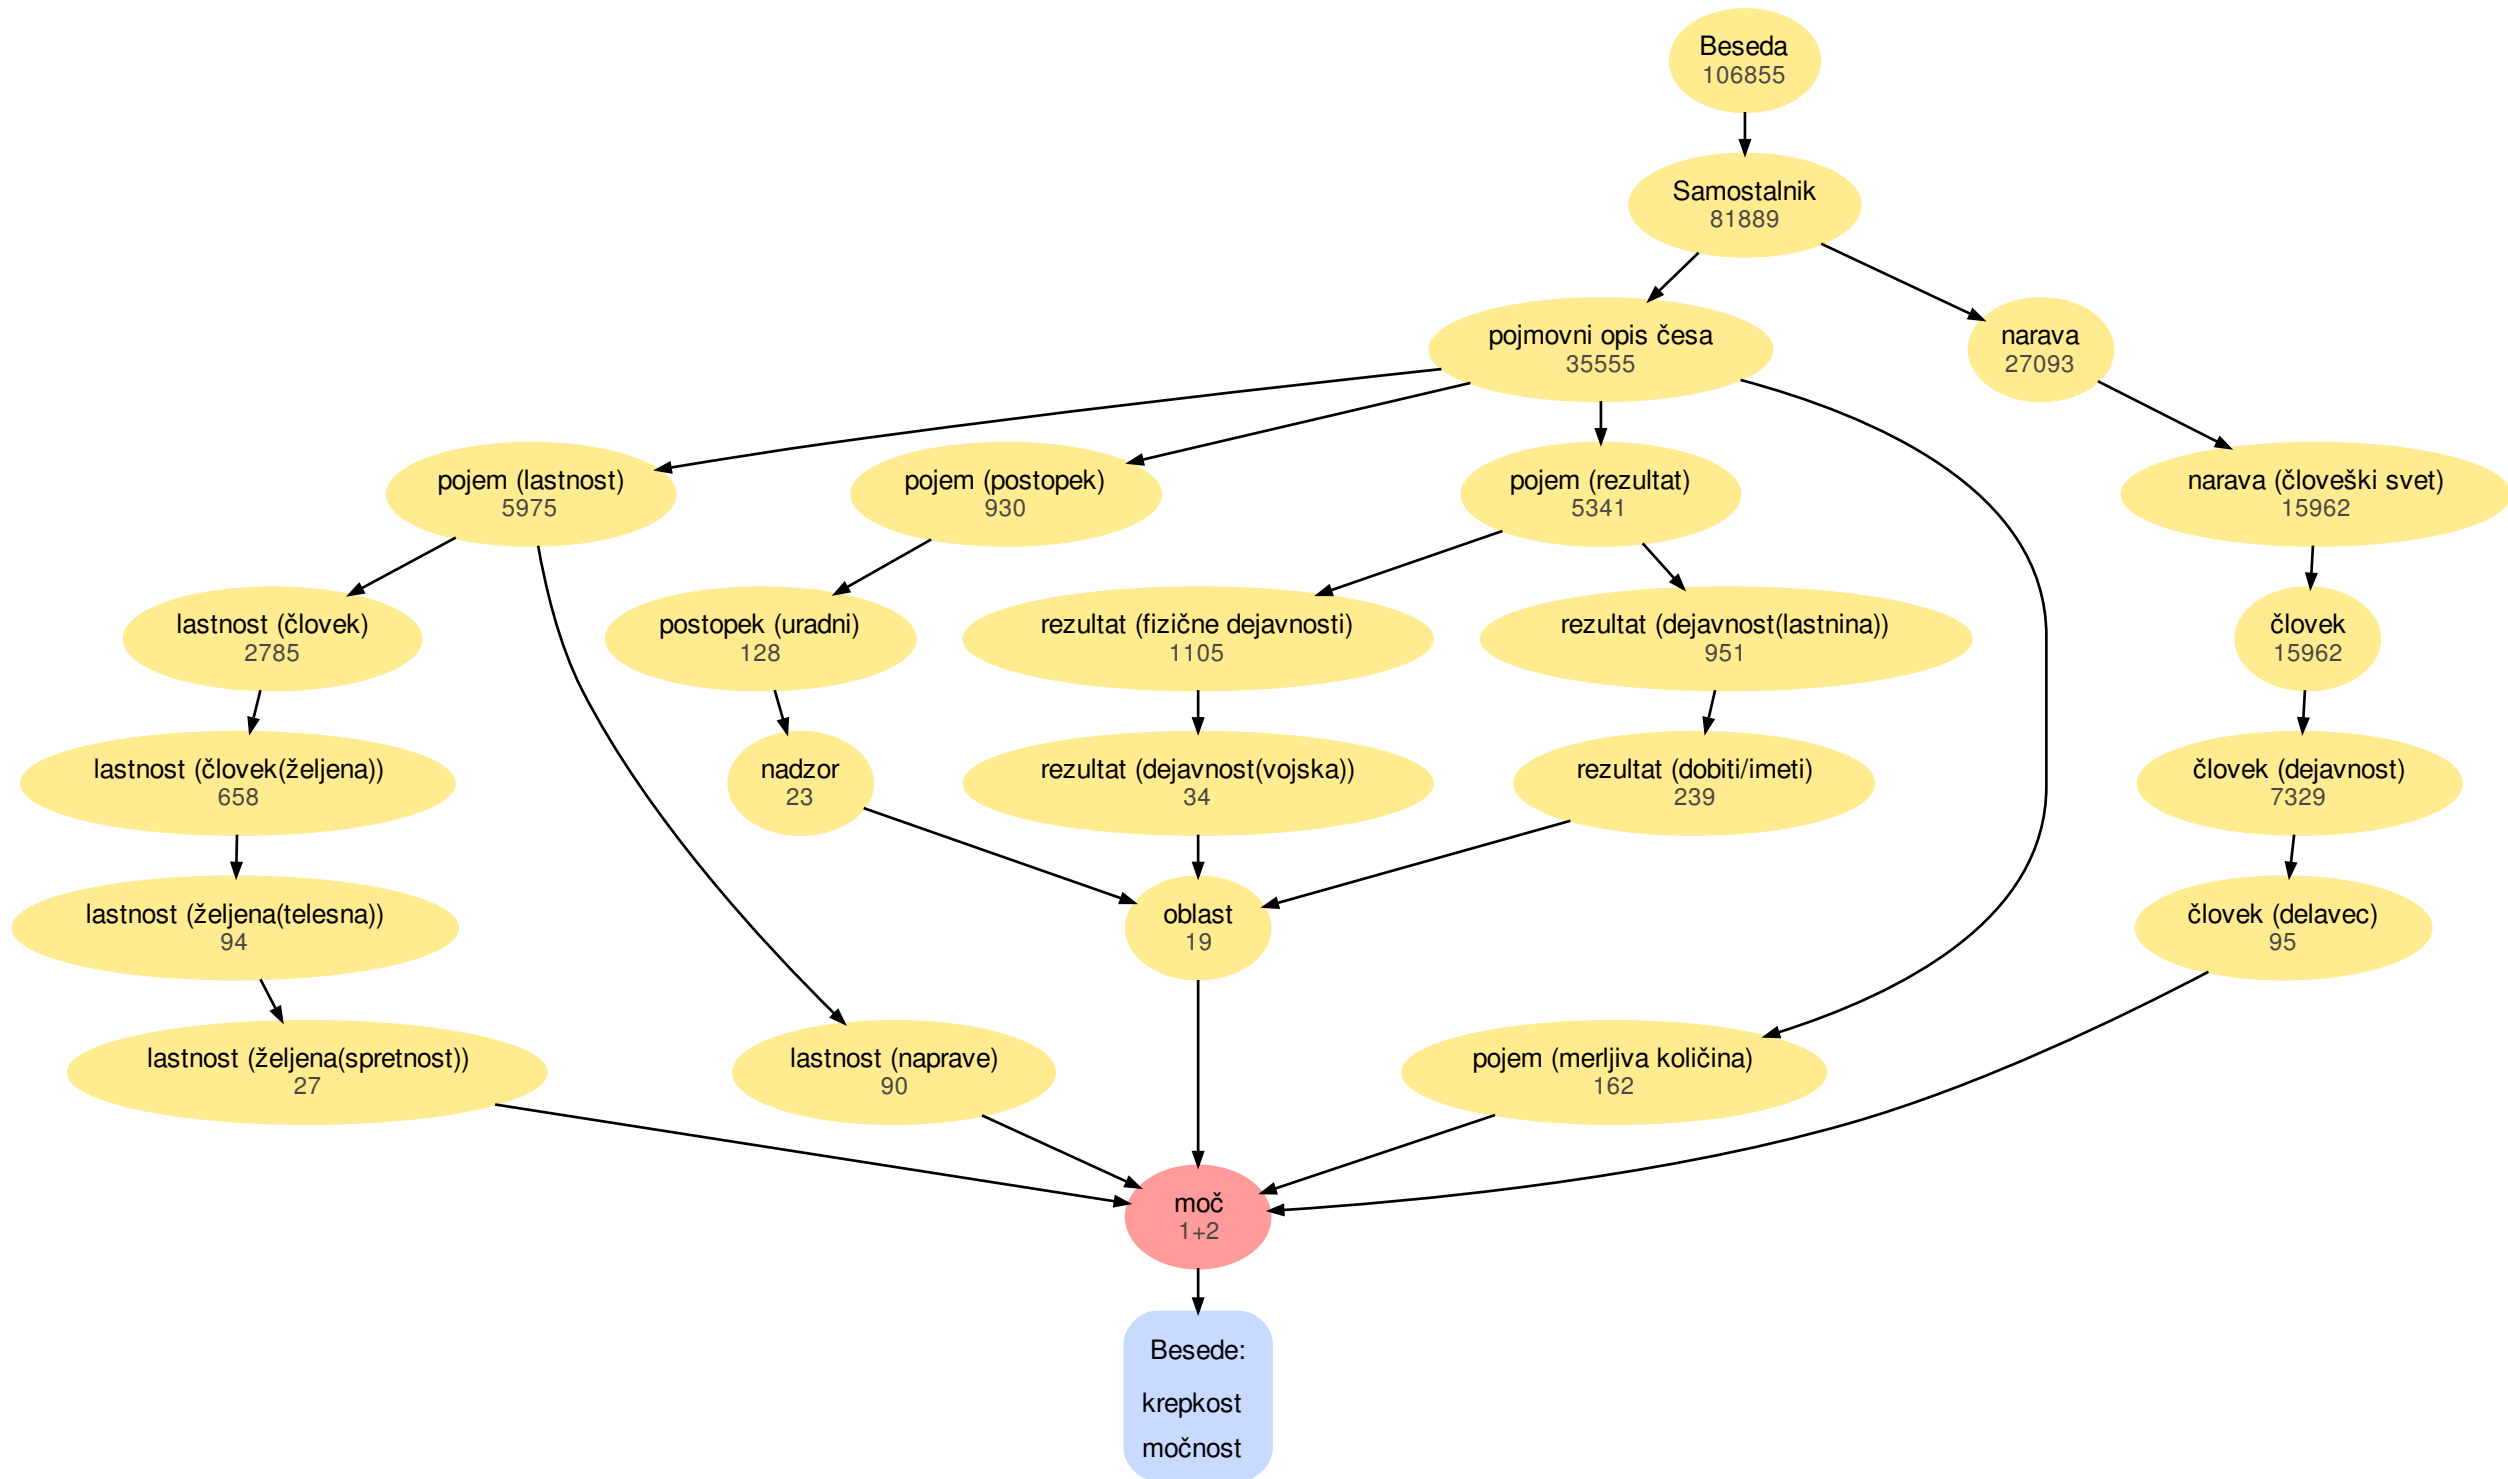 Beseda
106855
Samostalnik
81889
pojmovni opis česa
35555
narava
27093
pojem (lastnost)
5975
pojem (postopek)
930
pojem (rezultat)
5341
narava (človeški svet)
15962
lastnost (človek)
2785
postopek (uradni)
128
rezultat (fizične dejavnosti)
1105
rezultat (dejavnost(lastnina))
951
človek
15962
lastnost (človek(željena))
658
nadzor
23
rezultat (dejavnost(vojska))
34
rezultat (dobiti/imeti)
239
človek (dejavnost)
7329
lastnost (željena(telesna))
94
oblast
19
človek (delavec)
95
lastnost (željena(spretnost))
27
lastnost (naprave)
90
pojem (merljiva količina)
162
moč
1+2
Besede:
krepkost
močnost